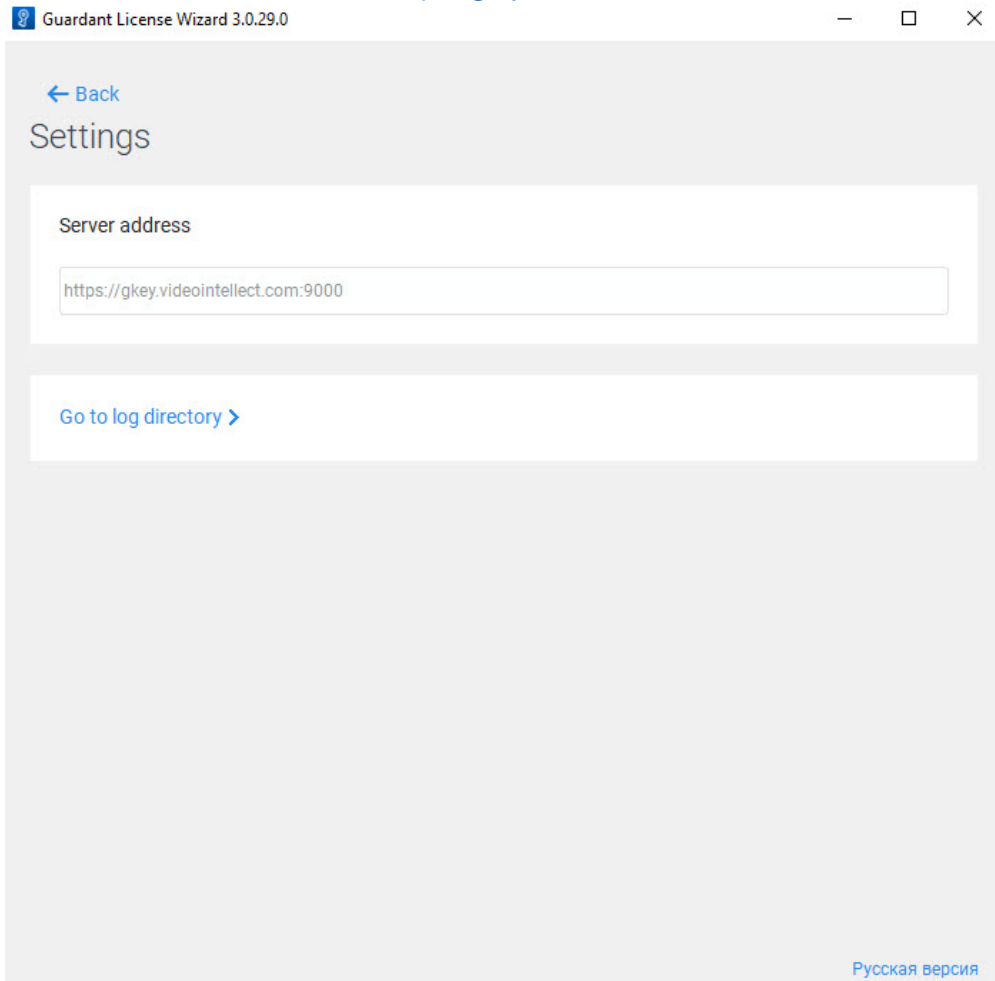 Guardant License Wizard 3.0.29.0
Back
Settings
Server address
https://gkey.videointellect.com:9000
Go to log directory
Русская версия